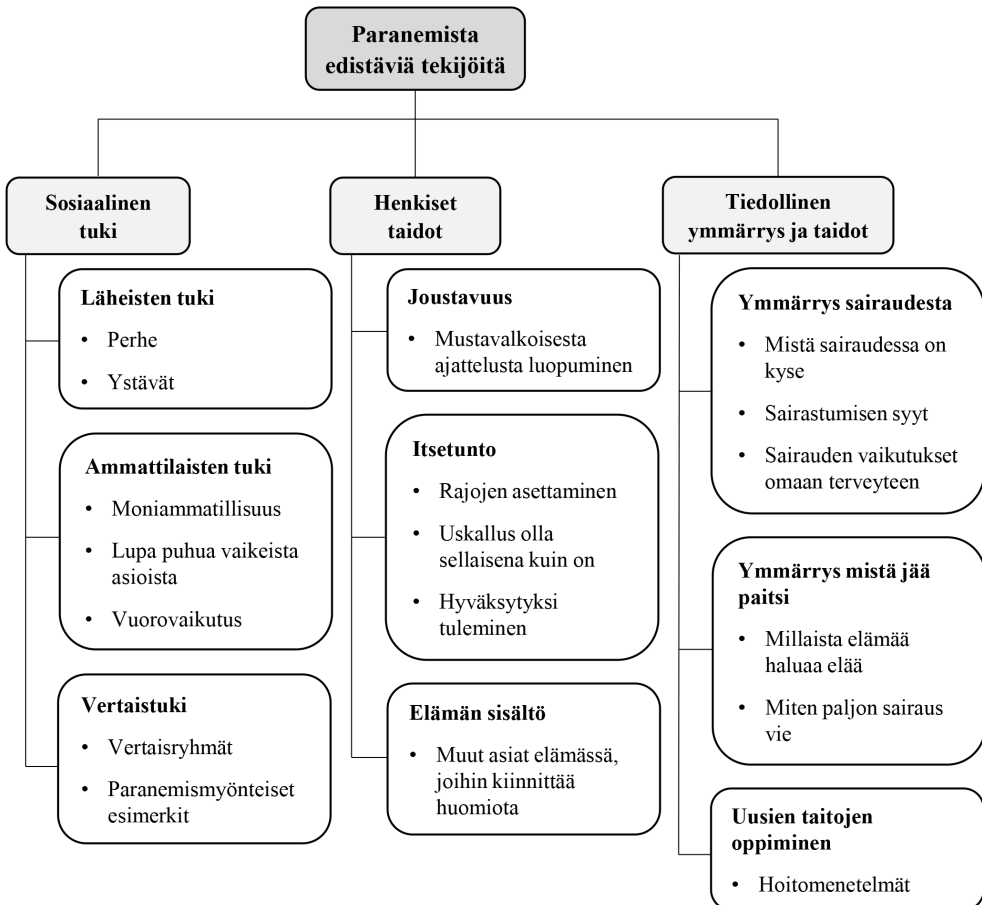 Paranemista
edistäviä tekijöitä
Sosiaalinen
tuki
Läheisten tuki
• Perhe
• Ystävät
Ammattilaisten tuki
• Moniammatillisuus
• Lupa puhua vaikeista
asioista
• Vuorovaikutus
Vertaistuki
• Vertaisryhmät
• Paranemismyönteiset
esimerkit
Henkiset
taidot
Joustavuus
• Mustavalkoisesta
ajattelusta luopuminen
Itsetunto
• Rajojen asettaminen
• Uskallus olla
sellaisena kuin on
• Hyväksytyksi
tuleminen
Elämän sisältö
• Muut asiat elämässä,
joihin kiinnittää
huomiota
Tiedollinen
ymmärrys ja taidot
Ymmärrys sairaudesta
• Mistä sairaudessa on
kyse
• Sairastumisen syyt
• Sairauden vaikutukset
omaan terveyteen
Ymmärrys mistä jää
paitsi
• Millaista elämää
haluaa elää
• Miten paljon sairaus
vie
Uusien taitojen
oppiminen
• Hoitomenetelmät